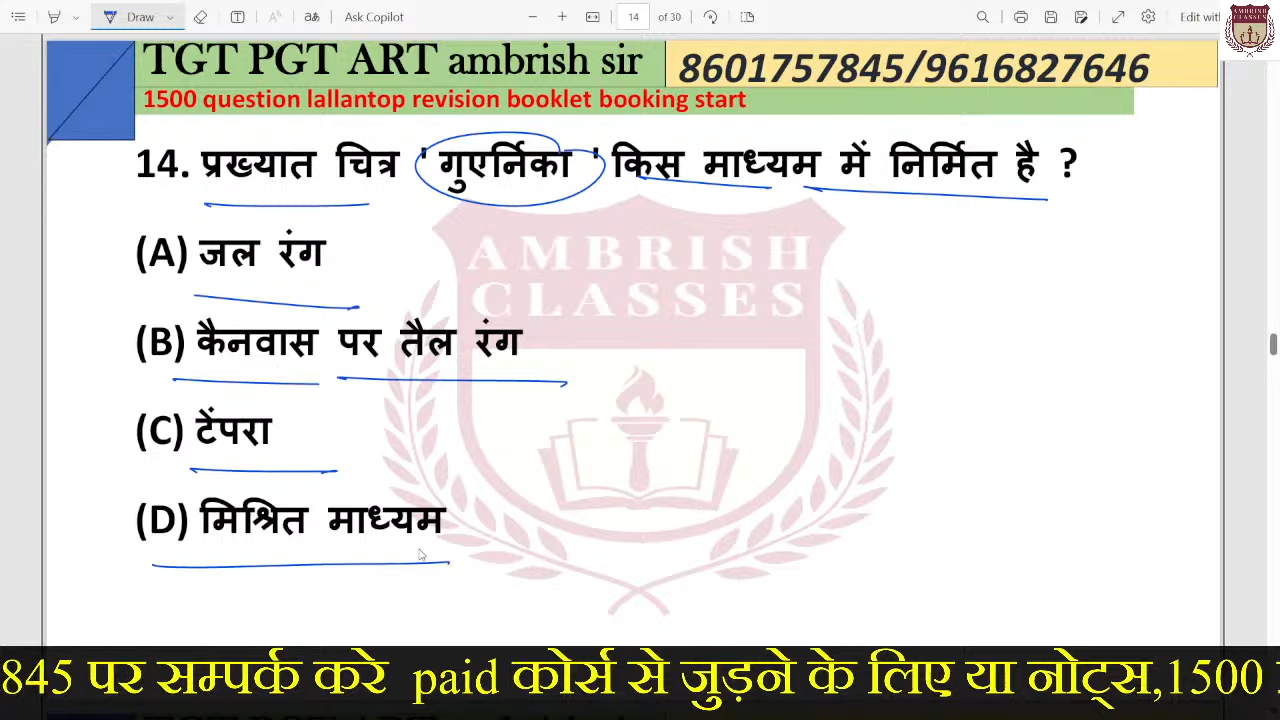 Draw
Ask Copilot
14 of 30
Edit with
AMBRISH CLASSES
TGT PGT ART ambrish sir
8601757845/9616827646
1500 question lallantop revision booklet booking start
14. प्रख्यात चित्र 'गुएर्निका' किस माध्यम में निर्मित है ?
(A) जल रंग
(B) कैनवास पर तैल रंग
(C) टेंपरा
(D) मिश्रित माध्यम
AMBRISH
CLASSES
845 पर सम्पर्क करे paid कोर्स से जुड़ने के लिए या नोट्स,1500